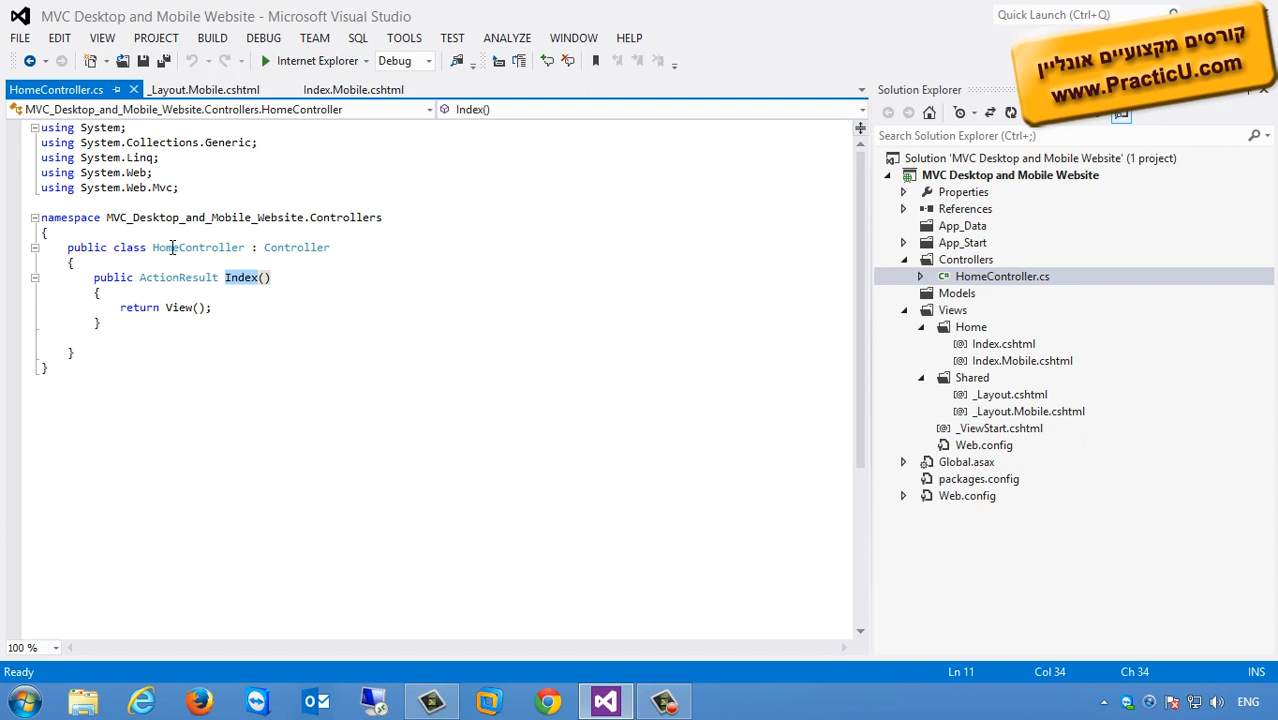 MVC Desktop and Mobile Website - Microsoft Visual Studio
Quick Launch (Ctrl+Q)
קורסים מקצועיים אונליין
www.PracticU.com
FILE EDIT VIEW PROJECT BUILD DEBUG TEAM SQL TOOLS TEST ANALYZE WINDOW HELP
Internet Explorer Debug
HomeController.cs _Layout.Mobile.cshtml Index.Mobile.cshtml
MVC_Desktop_and_Mobile_Website.Controllers.HomeController Index()
using System;
using System.Collections.Generic;
using System.Linq;
using System.Web;
using System.Web.Mvc;
namespace MVC_Desktop_and_Mobile_Website.Controllers
{
public class HomeController : Controller
{
public ActionResult Index()
{
return View();
}
}
}
100 %
Solution Explorer
Search Solution Explorer (Ctrl+;)
Solution 'MVC Desktop and Mobile Website' (1 project)
MVC Desktop and Mobile Website
Properties
References
App_Data
App_Start
Controllers
HomeController.cs
Models
Views
Home
Index.cshtml
Index.Mobile.cshtml
Shared
_Layout.cshtml
_Layout.Mobile.cshtml
_ViewStart.cshtml
Web.config
Global.asax
packages.config
Web.config
Ready Ln 11 Col 34 Ch 34 INS
ENG